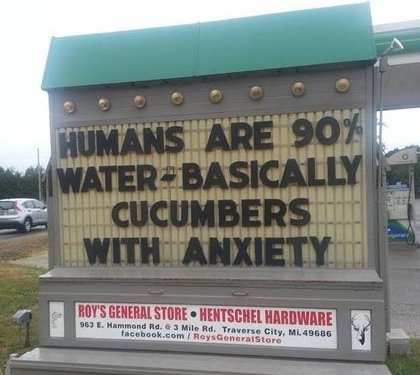 HUMANS ARE 90%
WATER-BASICALLY
CUCUMBERS
WITH ANXIETY
ROY'S GENERAL STORE • HENTSCHEL HARDWARE
963 E. Hammond Rd. @ 3 Mile Rd. Traverse City, Mi. 49686
facebook.com / RoysGeneralStore